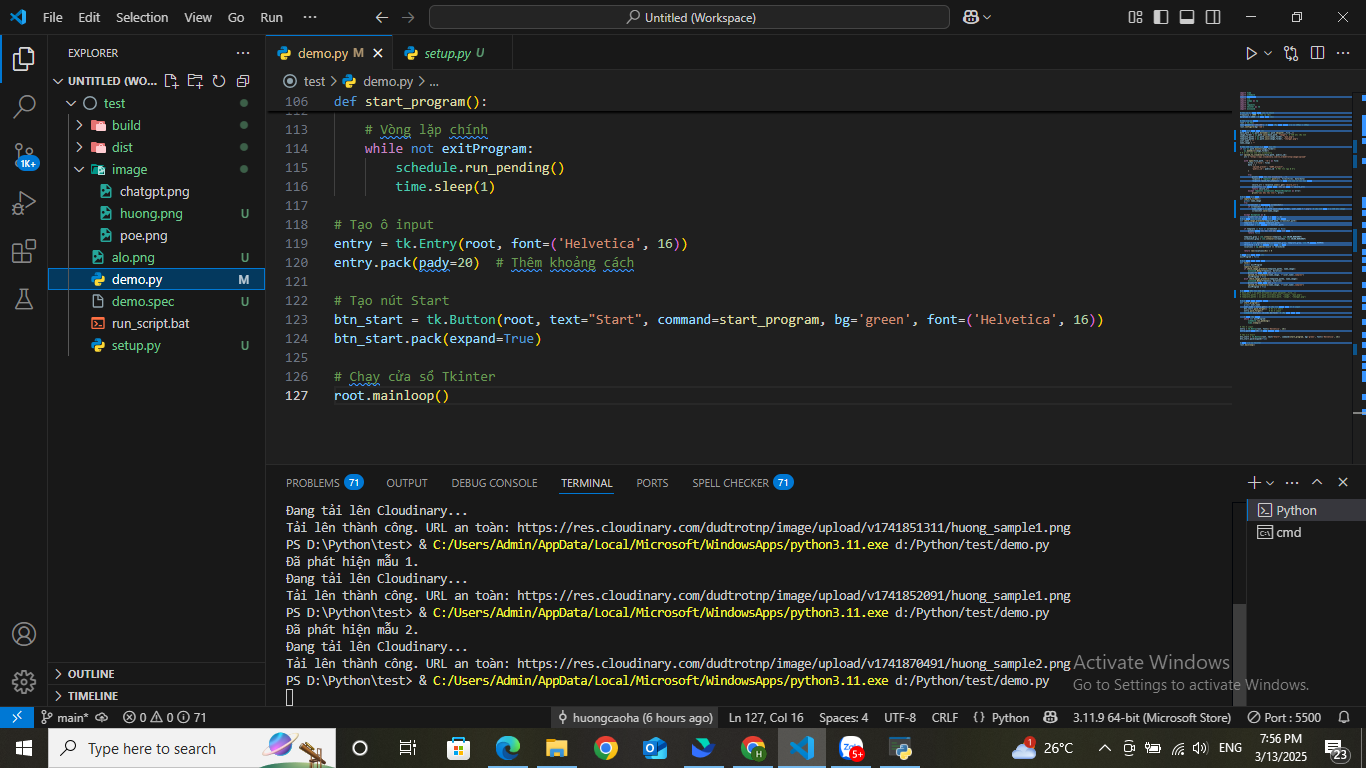 File Edit Selection View Go Run ··· Untitled (Workspace)
EXPLORER ···
UNTITLED (WO...
test
build
dist
image
chatgpt.png
huong.png U
poe.png
alo.png U
demo.py M
demo.spec U
run_script.bat
setup.py U
OUTLINE
TIMELINE
1K+
demo.py M
setup.py U
test > demo.py > ...
106 def start_program():
113 # Vòng lặp chính
114 while not exitProgram:
115 schedule.run_pending()
116 time.sleep(1)
117
118 # Tạo ô input
119 entry = tk.Entry(root, font=('Helvetica', 16))
120 entry.pack(pady=20)  # Thêm khoảng cách
121
122 # Tạo nút Start
123 btn_start = tk.Button(root, text="Start", command=start_program, bg='green', font=('Helvetica', 16))
124 btn_start.pack(expand=True)
125
126 # Chạy cửa sổ Tkinter
127 root.mainloop()
PROBLEMS 71 OUTPUT DEBUG CONSOLE TERMINAL PORTS SPELL CHECKER 71
Đang tải lên Cloudinary...
Tải lên thành công. URL an toàn: https://res.cloudinary.com/dudtrotnp/image/upload/v1741851311/huong_sample1.png
PS D:\Python\test> & C:/Users/Admin/AppData/Local/Microsoft/WindowsApps/python3.11.exe d:/Python/test/demo.py
Đã phát hiện mẫu 1.
Đang tải lên Cloudinary...
Tải lên thành công. URL an toàn: https://res.cloudinary.com/dudtrotnp/image/upload/v1741852091/huong_sample1.png
PS D:\Python\test> & C:/Users/Admin/AppData/Local/Microsoft/WindowsApps/python3.11.exe d:/Python/test/demo.py
Đã phát hiện mẫu 2.
Đang tải lên Cloudinary...
Tải lên thành công. URL an toàn: https://res.cloudinary.com/dudtrotnp/image/upload/v1741870491/huong_sample2.png
PS D:\Python\test> & C:/Users/Admin/AppData/Local/Microsoft/WindowsApps/python3.11.exe d:/Python/test/demo.py
Python
cmd
Activate Windows
Go to Settings to activate Windows.
main* 0 0 71 huongcaoha (6 hours ago) Ln 127, Col 16 Spaces: 4 UTF-8 CRLF {} Python 3.11.9 64-bit (Microsoft Store) Port : 5500
Type here to search 5+ 1 26°C ENG 7:56 PM
3/13/2025 23